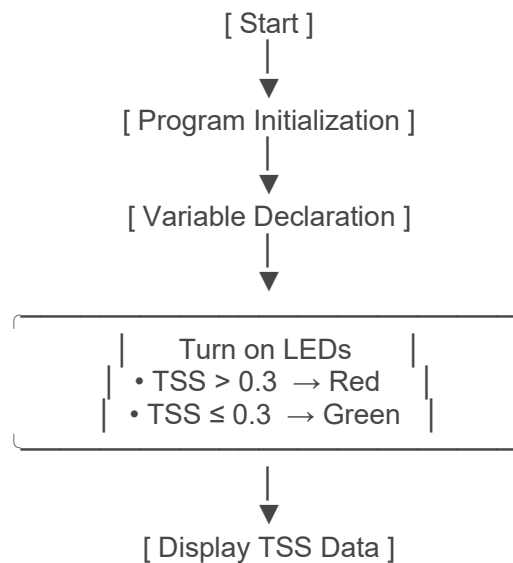 [ Start ]
[ Program Initialization ]
[ Variable Declaration ]
Turn on LEDs
• TSS > 0.3 → Red
• TSS ≤ 0.3 → Green
[ Display TSS Data ]